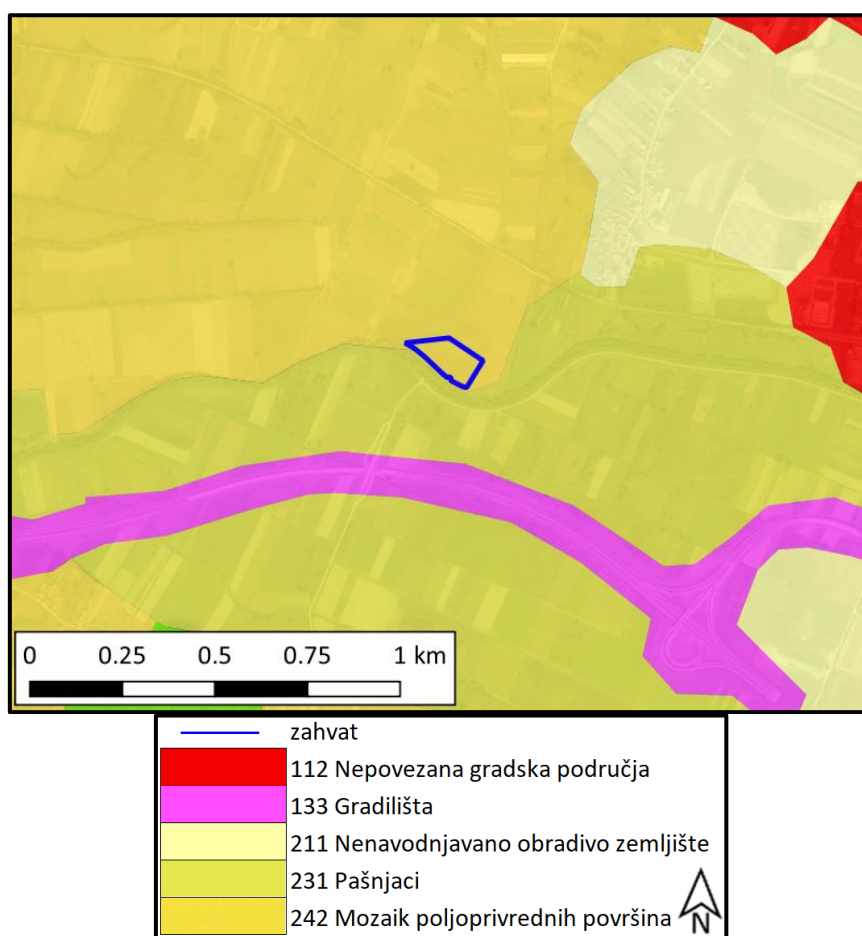 0 0.25 0.5 0.75 1 km
zahvat
112 Nepovezana gradska područja
133 Gradilišta
211 Nenavodnjavano obradivo zemljište
231 Pašnjaci
242 Mozaik poljoprivrednih površina
N